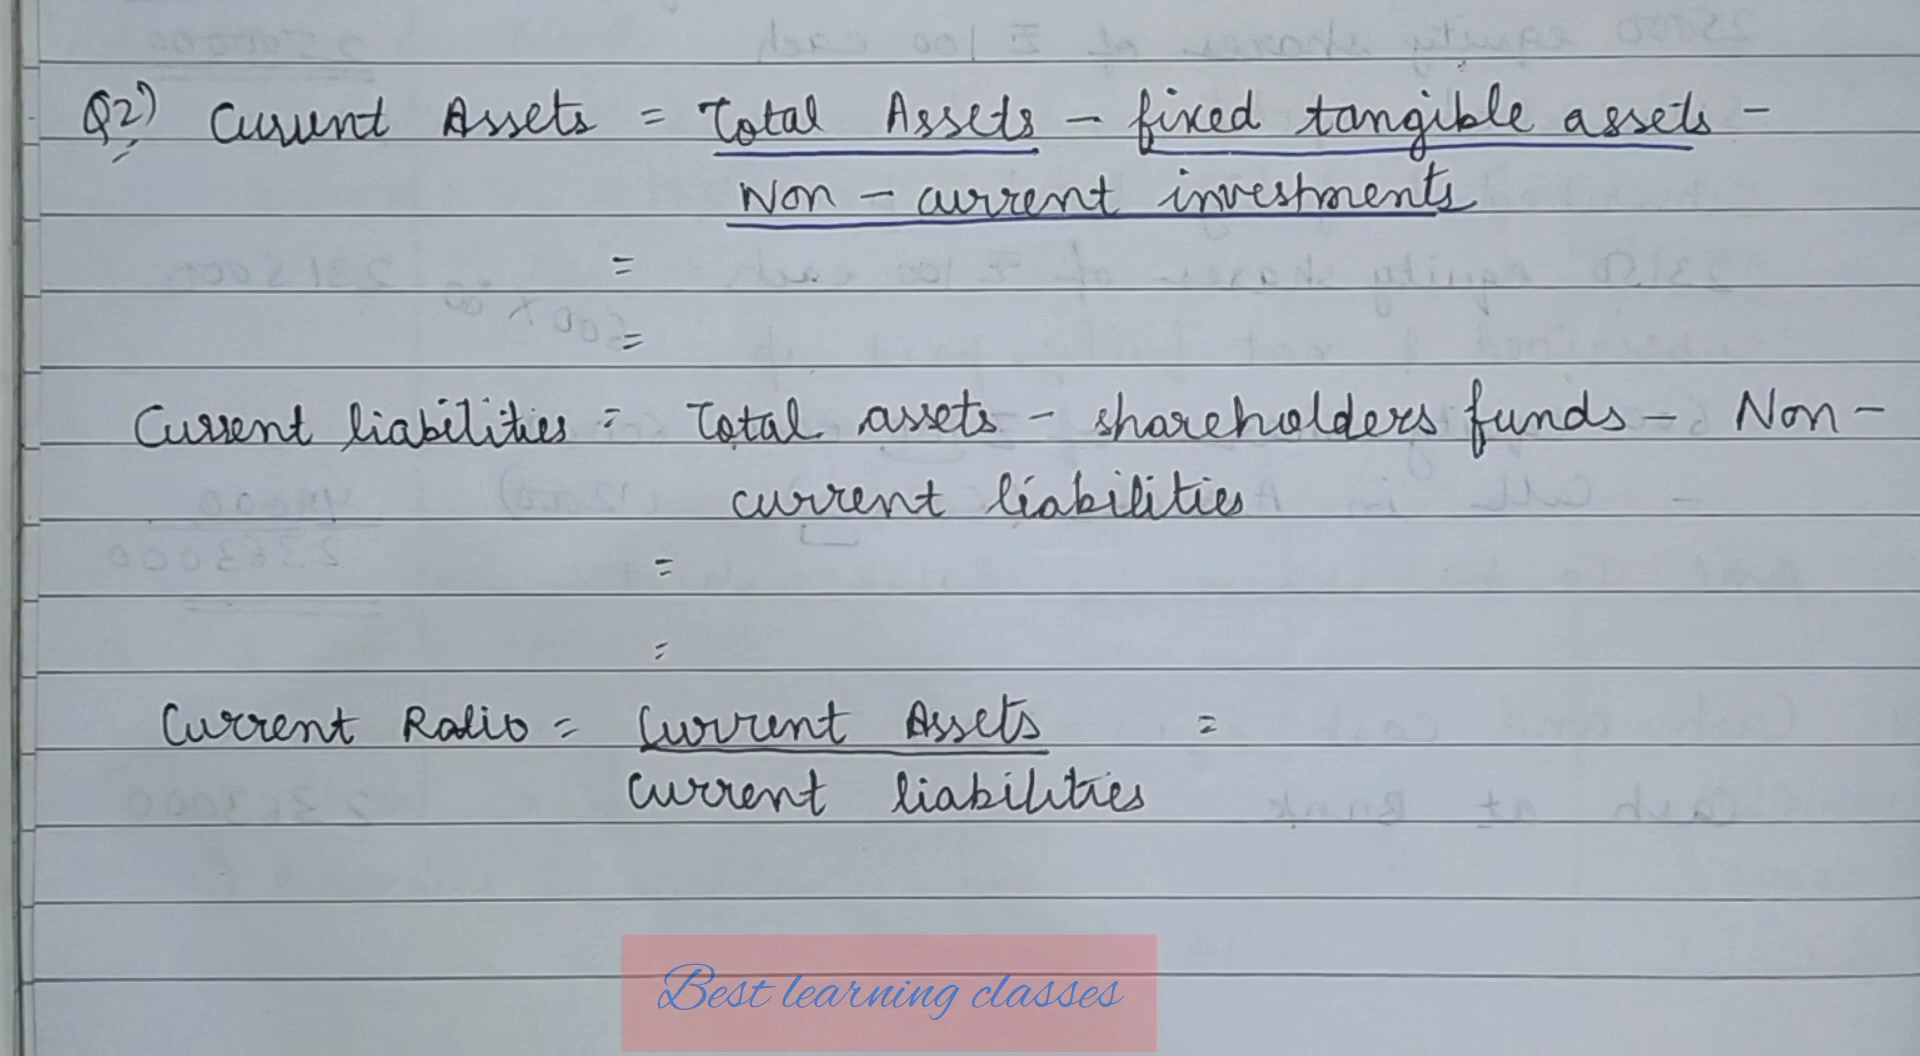 Q2) Current Assets = Total Assets - fixed tangible assets -
Non - current investments
=
=
Current liabilities = Total assets - shareholders funds - Non -
current liabilities
=
=
Current Ratio = Current Assets =
Current liabilities
Best learning classes